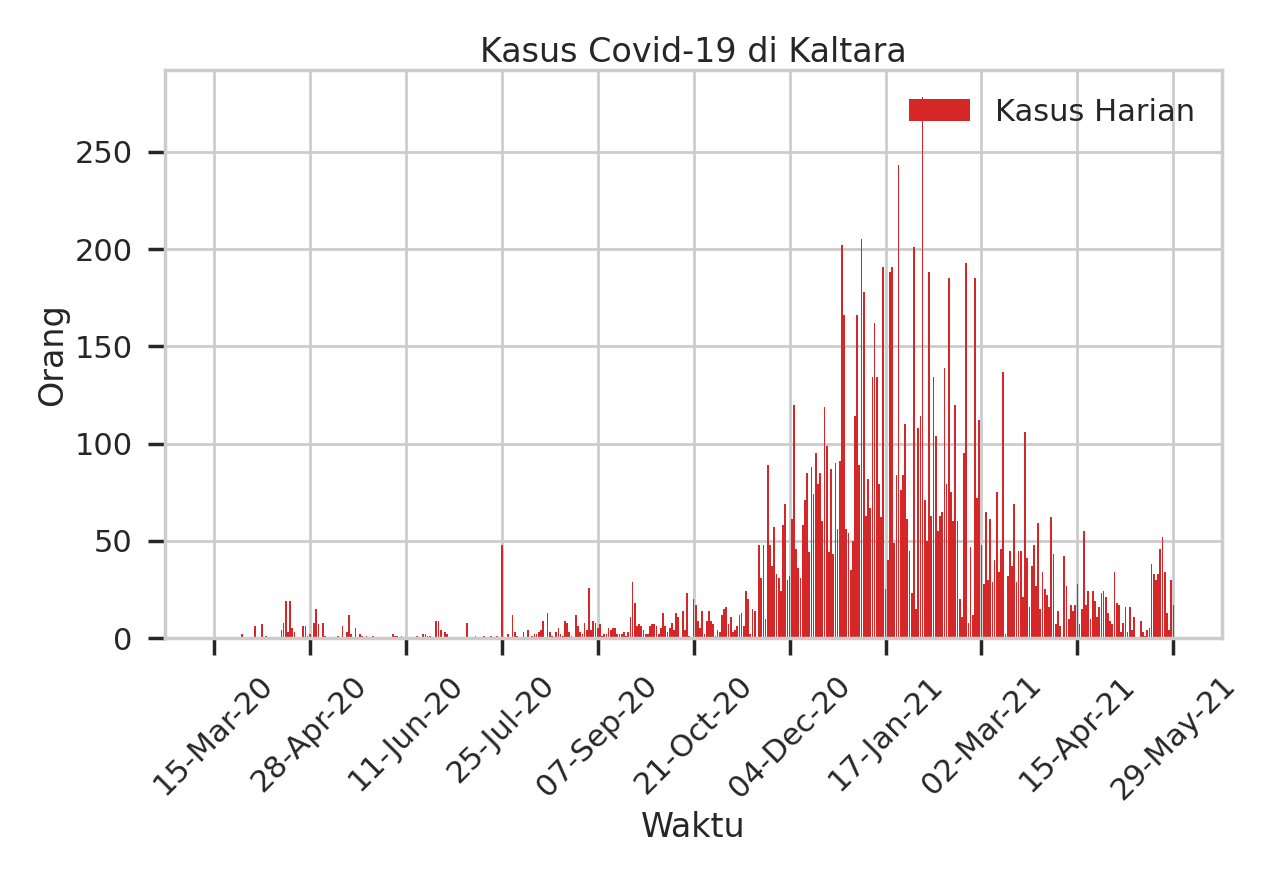 Kasus Covid-19 di Kaltara
Kasus Harian
Orang
250
200
150
100
50
0
15-Mar-20
28-Apr-20
11-Jun-20
25-Jul-20
07-Sep-20
21-Oct-20
04-Dec-20
17-Jan-21
02-Mar-21
15-Apr-21
29-May-21
Waktu